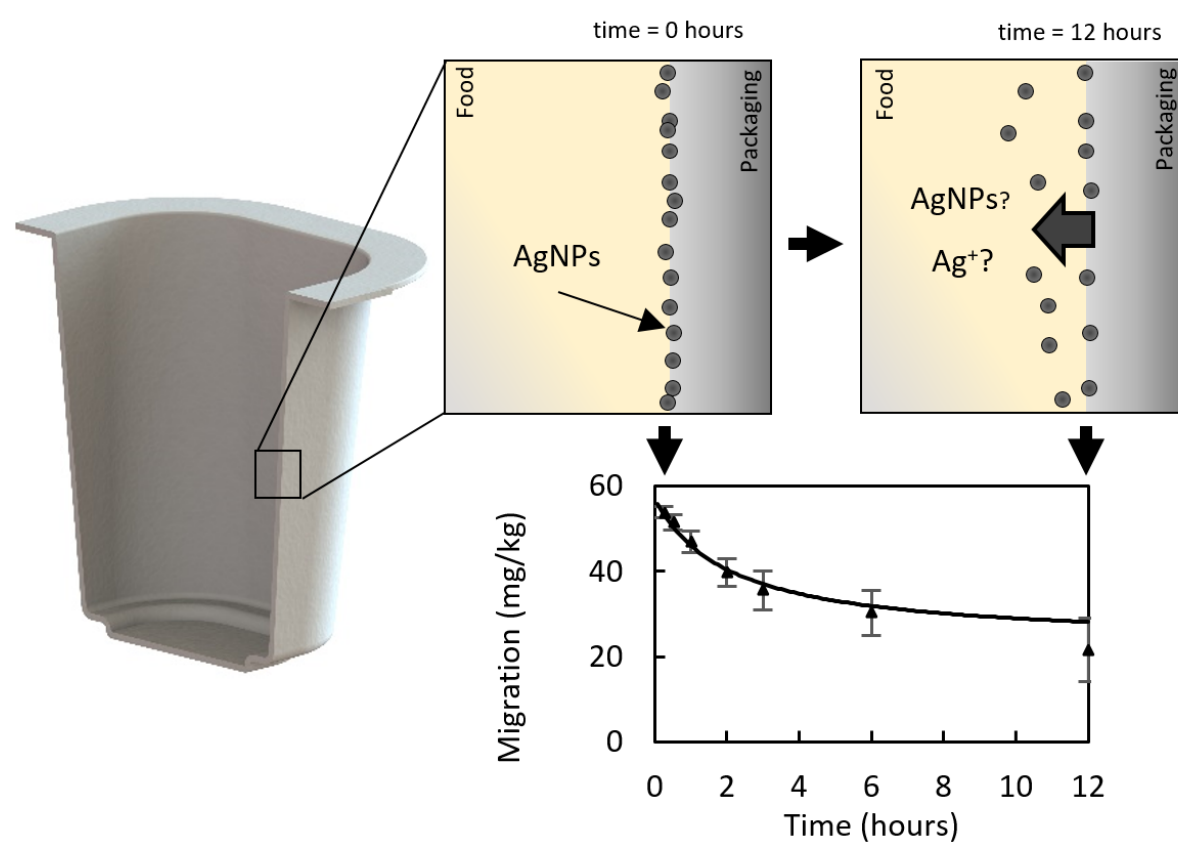 time = 0 hours
time = 12 hours
Food
Packaging
AgNPs
Food
Packaging
AgNPs?
Ag⁺?
Migration (mg/kg)
60
40
20
0
0 2 4 6 8 10 12
Time (hours)